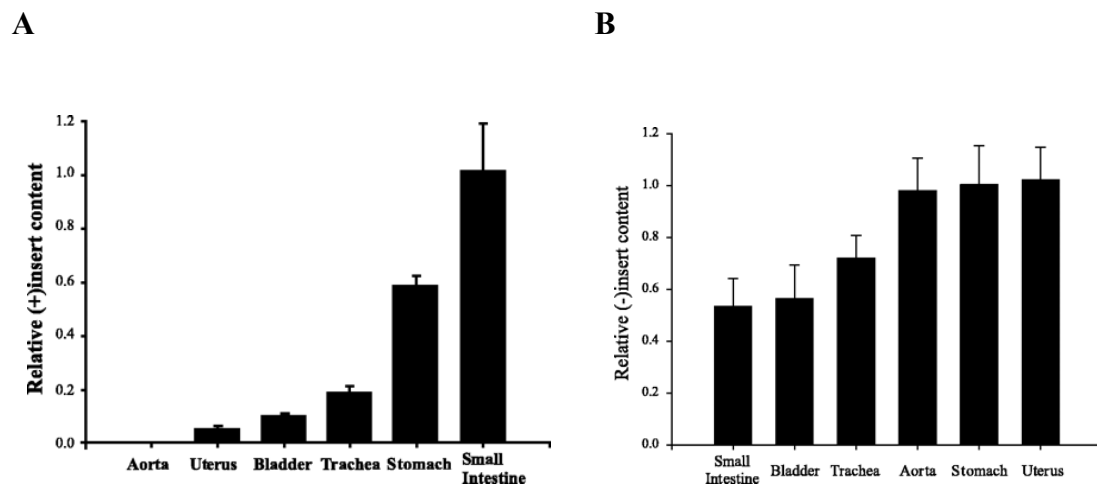 A
B
Relative (+)insert content
1.2
1.0
0.8
0.6
0.4
0.2
0.0
Aorta Uterus Bladder Trachea Stomach Small
Intestine
Relative (-)insert content
1.2
1.0
0.8
0.6
0.4
0.2
0.0
Small
Intestine Bladder Trachea Aorta Stomach Uterus